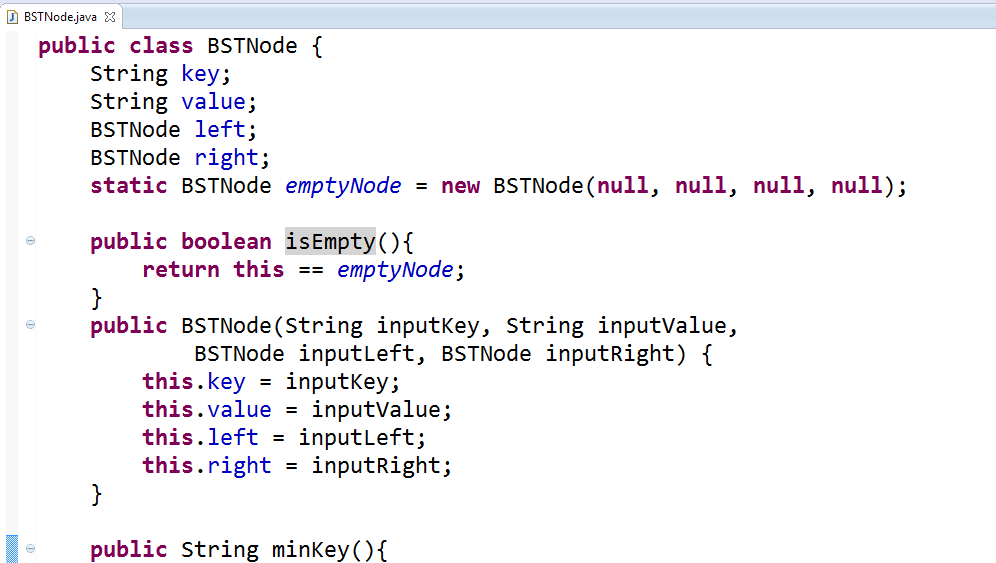 BSTNode.java
public class BSTNode {
String key;
String value;
BSTNode left;
BSTNode right;
static BSTNode emptyNode = new BSTNode(null, null, null, null);
public boolean isEmpty(){
return this == emptyNode;
}
public BSTNode(String inputKey, String inputValue,
BSTNode inputLeft, BSTNode inputRight) {
this.key = inputKey;
this.value = inputValue;
this.left = inputLeft;
this.right = inputRight;
}
public String minKey(){